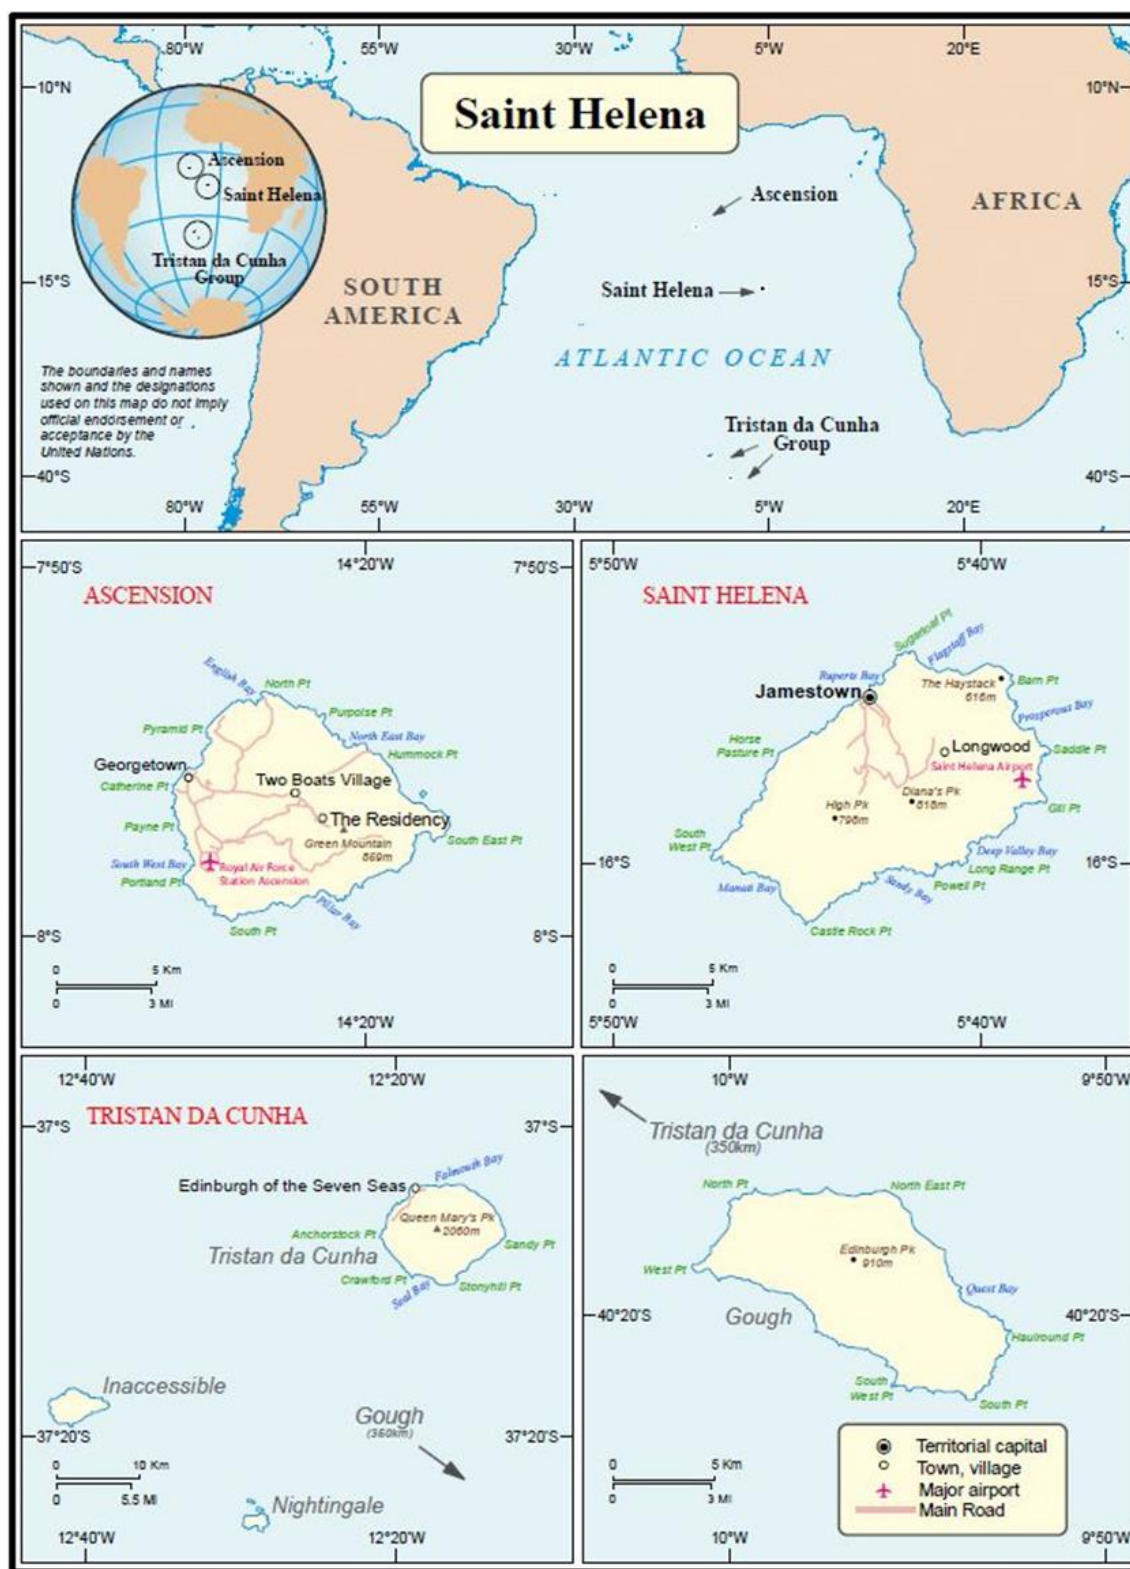 80°W 55°W 30°W 5°W 20°E
10°N 10°N
Saint Helena
Ascension
Saint Helena
Tristan da Cunha
Group
Ascension
AFRICA
15°S
SOUTH
AMERICA
Saint Helena
15°S
ATLANTIC OCEAN
The boundaries and names
shown and the designations
used on this map do not imply
official endorsement or
acceptance by the
United Nations.
Tristan da Cunha
Group
40°S 40°S
80°W 55°W 30°W 5°W 20°E
14°20'W
7°50'S 7°50'S
ASCENSION
English Bay
North Pt
Purpoise Pt
Pyramid Pt
North East Bay
Hummock Pt
Georgetown
Catherine Pt
Two Boats Village
The Residency
Payne Pt
Green Mountain
859m
South East Pt
South West Bay
Royal Air Force
Station Ascension
Portland Pt
Pillar Bay
South Pt
8°S 8°S
0 5 Km
0 3 Mi
14°20'W
5°50'W 5°40'W
SAINT HELENA
Sugarloaf Pt
Flagstaff Bay
Ruperts Bay
Jamestown
The Haystack
616m
Barn Pt
Prosperous Bay
Horse
Pasture Pt
Longwood
Saddle Pt
Saint Helena Airport
Diana's Pk
818m
High Pk
798m
Gill Pt
South
West Pt
Deep Valley Bay
Long Range Pt
16°S 16°S
Manati Bay
Sandy Bay
Powell Pt
Castle Rock Pt
0 5 Km
0 3 Mi
5°50'W 5°40'W
12°40'W 12°20'W
TRISTAN DA CUNHA
37°S 37°S
Falmouth Bay
Edinburgh of the Seven Seas
Queen Mary's Pk
2060m
Anchorstock Pt
Sandy Pt
Tristan da Cunha
Crawford Pt
Seal Bay
Stonyhill Pt
Inaccessible
Gough
(350km)
37°20'S 37°20'S
0 10 Km
0 5.5 Mi
Nightingale
12°40'W 12°20'W
10°W 9°50'W
Tristan da Cunha
(350km)
North Pt
North East Pt
Edinburgh Pk
910m
West Pt
Quest Bay
40°20'S 40°20'S
Gough
Haulround Pt
South
West Pt
South Pt
0 5 Km
0 3 Mi
Territorial capital
Town, village
Major airport
Main Road
10°W 9°50'W